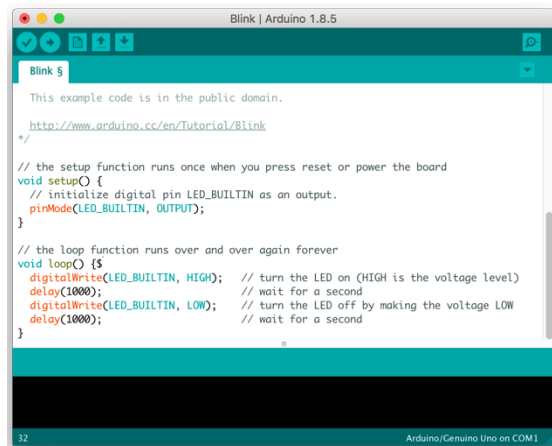 Blink | Arduino 1.8.5
Blink §
This example code is in the public domain.
http://www.arduino.cc/en/Tutorial/Blink
*/
// the setup function runs once when you press reset or power the board
void setup() {
// initialize digital pin LED_BUILTIN as an output.
pinMode(LED_BUILTIN, OUTPUT);
}
// the loop function runs over and over again forever
void loop() {$
digitalWrite(LED_BUILTIN, HIGH);   // turn the LED on (HIGH is the voltage level)
delay(1000);                       // wait for a second
digitalWrite(LED_BUILTIN, LOW);    // turn the LED off by making the voltage LOW
delay(1000);                       // wait for a second
}
32 Arduino/Genuino Uno on COM1